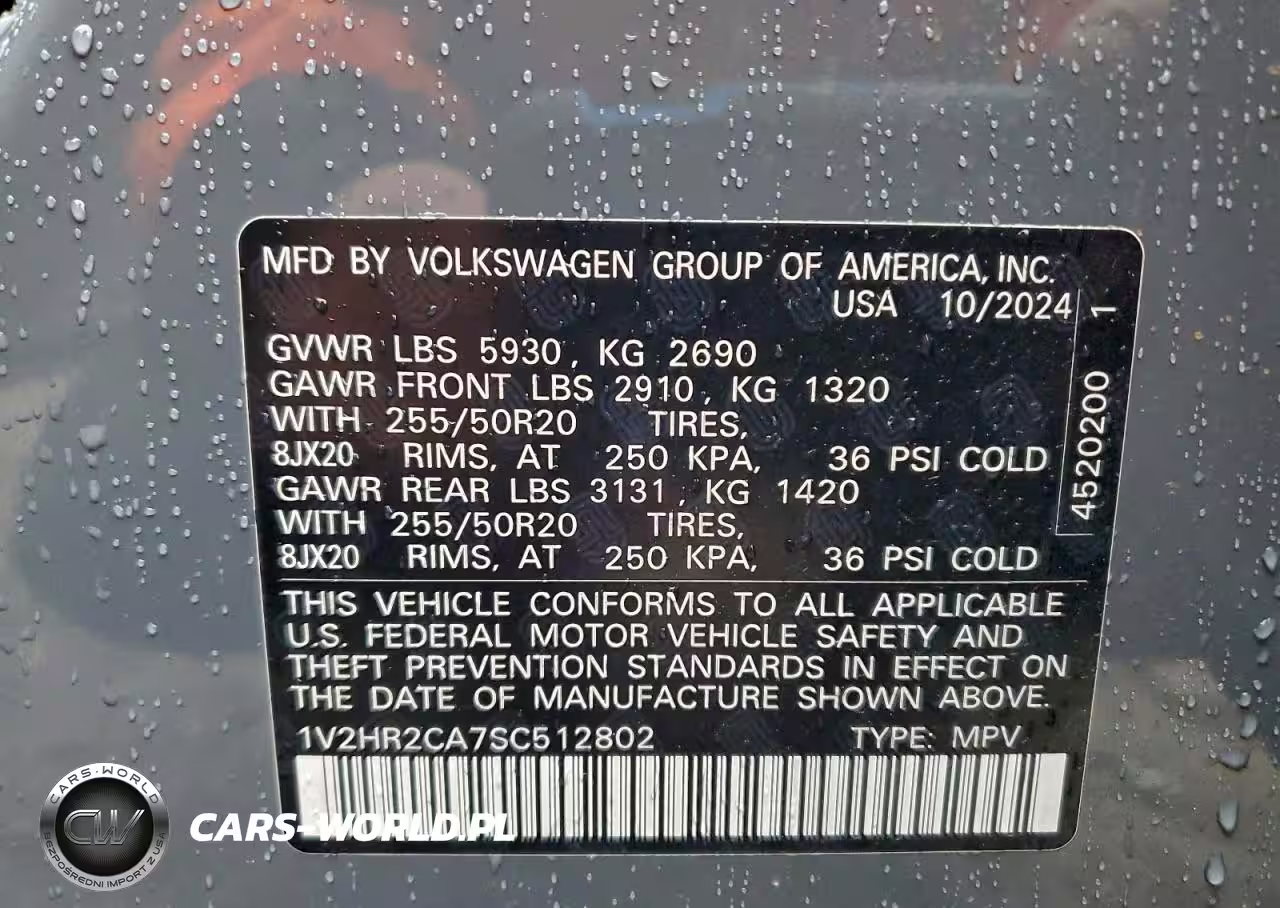 MFD BY VOLKSWAGEN GROUP OF AMERICA, INC.
USA 10/2024
GVWR LBS 5930, KG 2690
GAWR FRONT LBS 2910, KG 1320
WITH 255/50R20 TIRES,
8JX20 RIMS, AT 250 KPA, 36 PSI COLD
GAWR REAR LBS 3131, KG 1420
WITH 255/50R20 TIRES,
8JX20 RIMS, AT 250 KPA, 36 PSI COLD
4520200 1
THIS VEHICLE CONFORMS TO ALL APPLICABLE
U.S. FEDERAL MOTOR VEHICLE SAFETY AND
THEFT PREVENTION STANDARDS IN EFFECT ON
THE DATE OF MANUFACTURE SHOWN ABOVE.
1V2HR2CA7SC512802 TYPE: MPV
CARS-WORLD
CW
BEZPOŚREDNI IMPORT Z USA
CARS-WORLD.PL